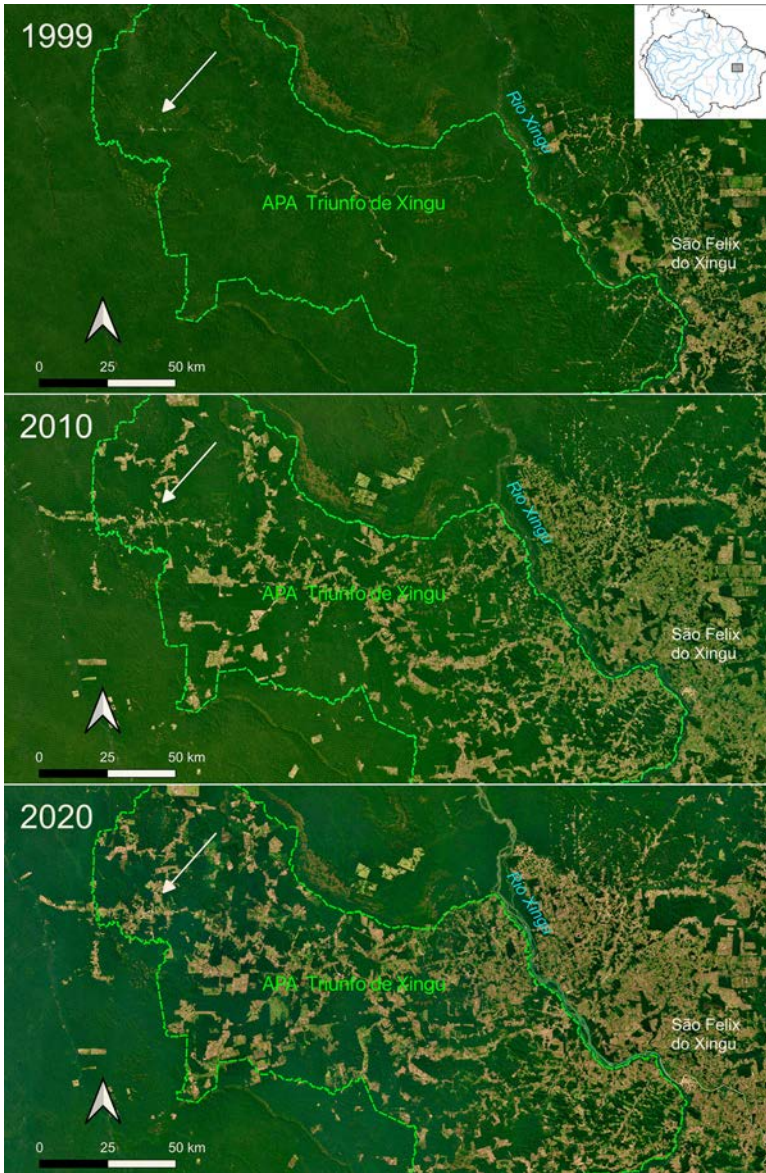 1999
Rio Xingu
APA Triunfo de Xingu
São Felix
do Xingu
0 25 50 km
2010
Rio Xingu
APA Triunfo de Xingu
São Felix
do Xingu
0 25 50 km
2020
Rio Xingu
APA Triunfo de Xingu
São Felix
do Xingu
0 25 50 km